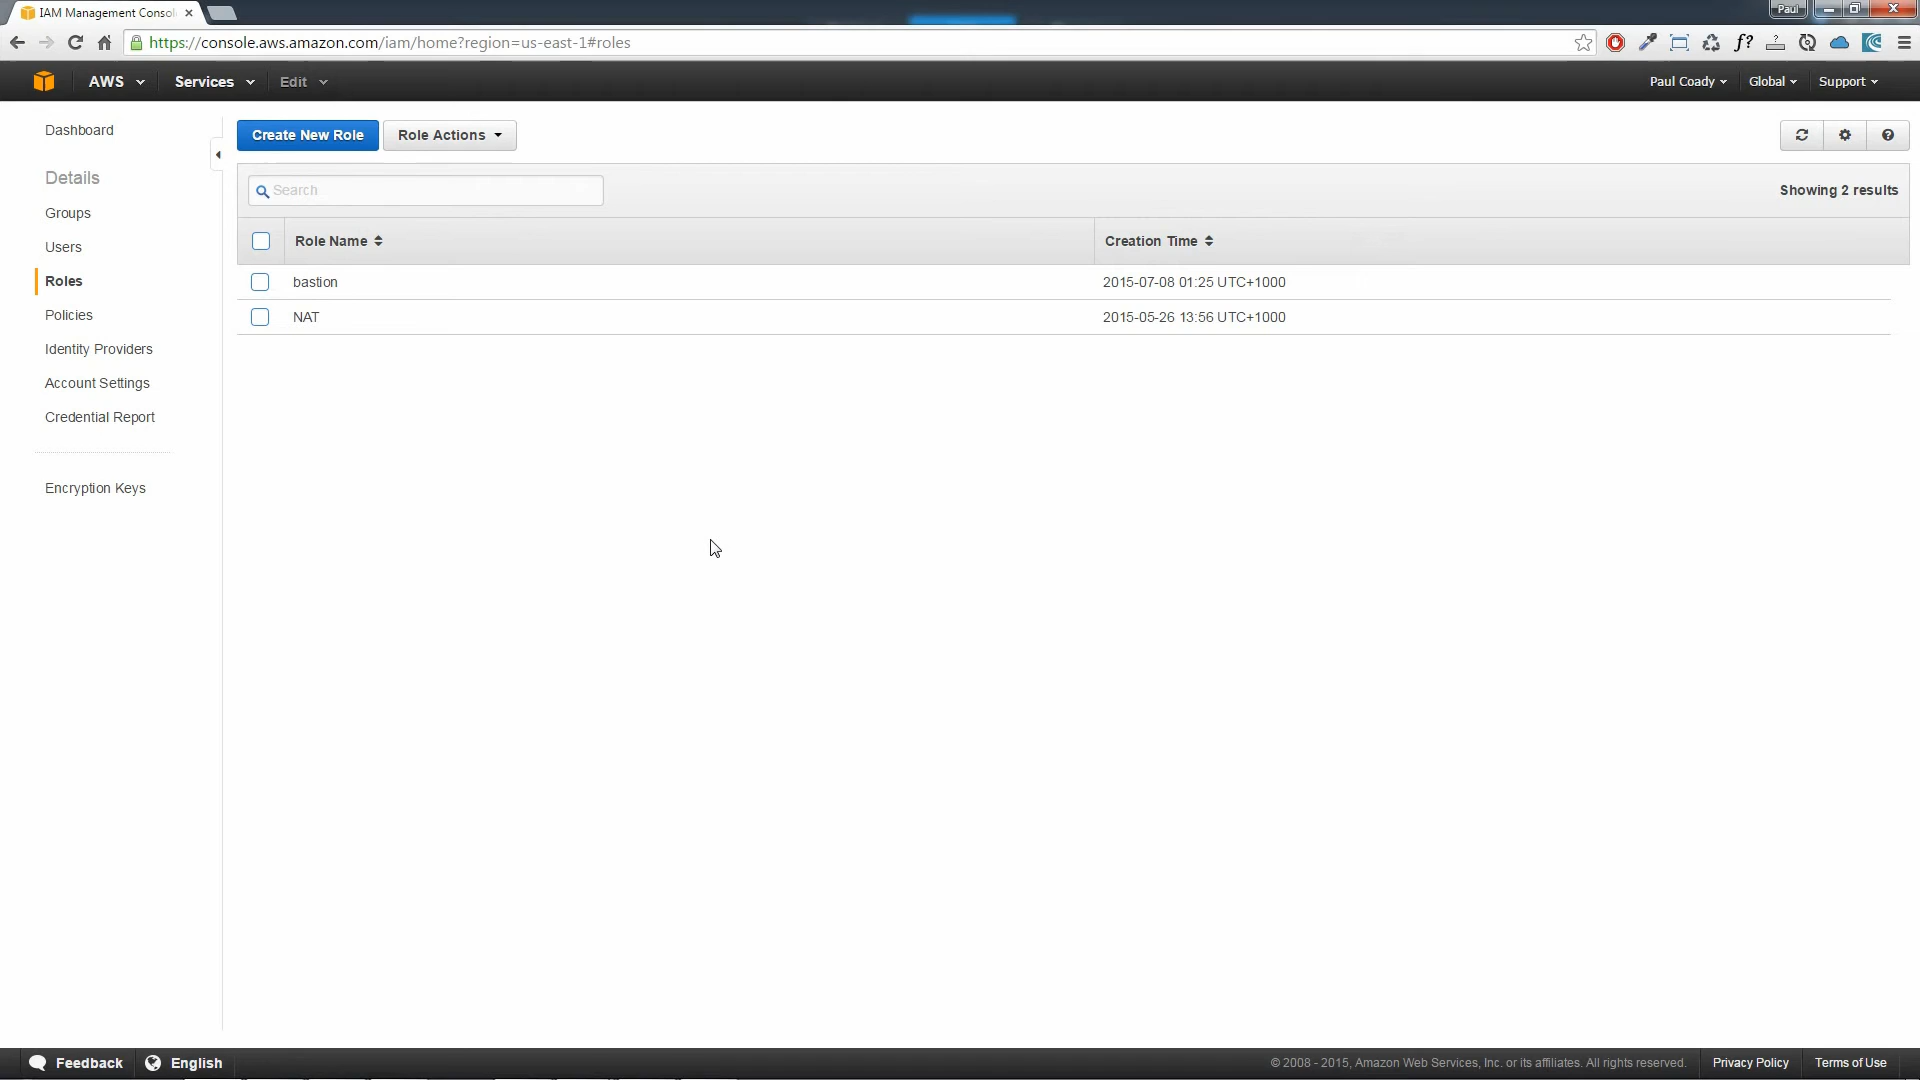 IAM Management Consol
Paul
https://console.aws.amazon.com/iam/home?region=us-east-1#roles
AWS Services Edit Paul Coady Global Support
Dashboard
Details
Groups
Users
Roles
Policies
Identity Providers
Account Settings
Credential Report
Encryption Keys
Create New Role Role Actions
Search Showing 2 results
Role Name Creation Time
bastion 2015-07-08 01:25 UTC+1000
NAT 2015-05-26 13:56 UTC+1000
Feedback English © 2008 - 2015, Amazon Web Services, Inc. or its affiliates. All rights reserved. Privacy Policy Terms of Use